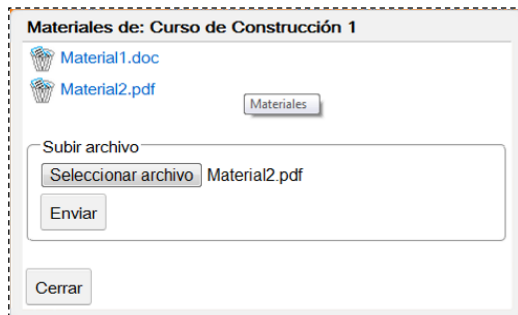 Materiales de: Curso de Construcción 1
Material1.doc
Material2.pdf
Materiales
Subir archivo
Seleccionar archivo Material2.pdf
Enviar
Cerrar